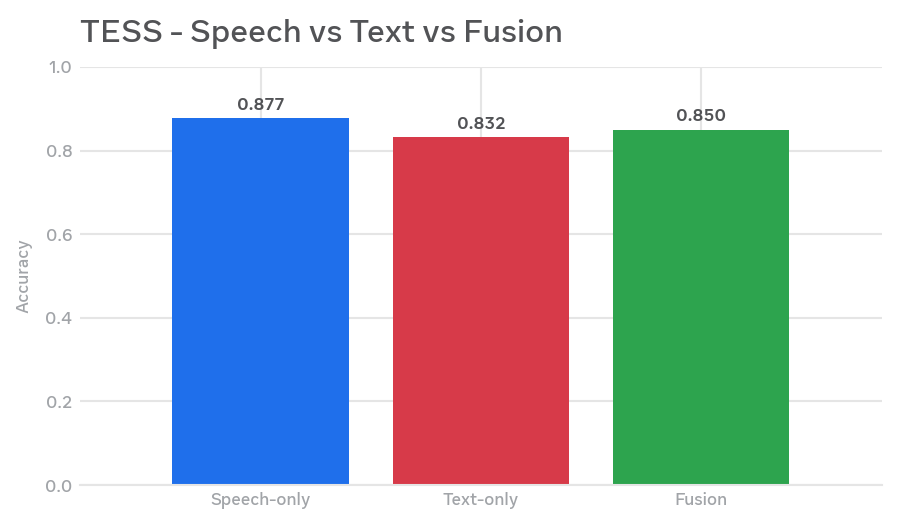 TESS - Speech vs Text vs Fusion
1.0
0.8
0.6
0.4
0.2
0.0
Accuracy
0.877
0.832
0.850
Speech-only
Text-only
Fusion